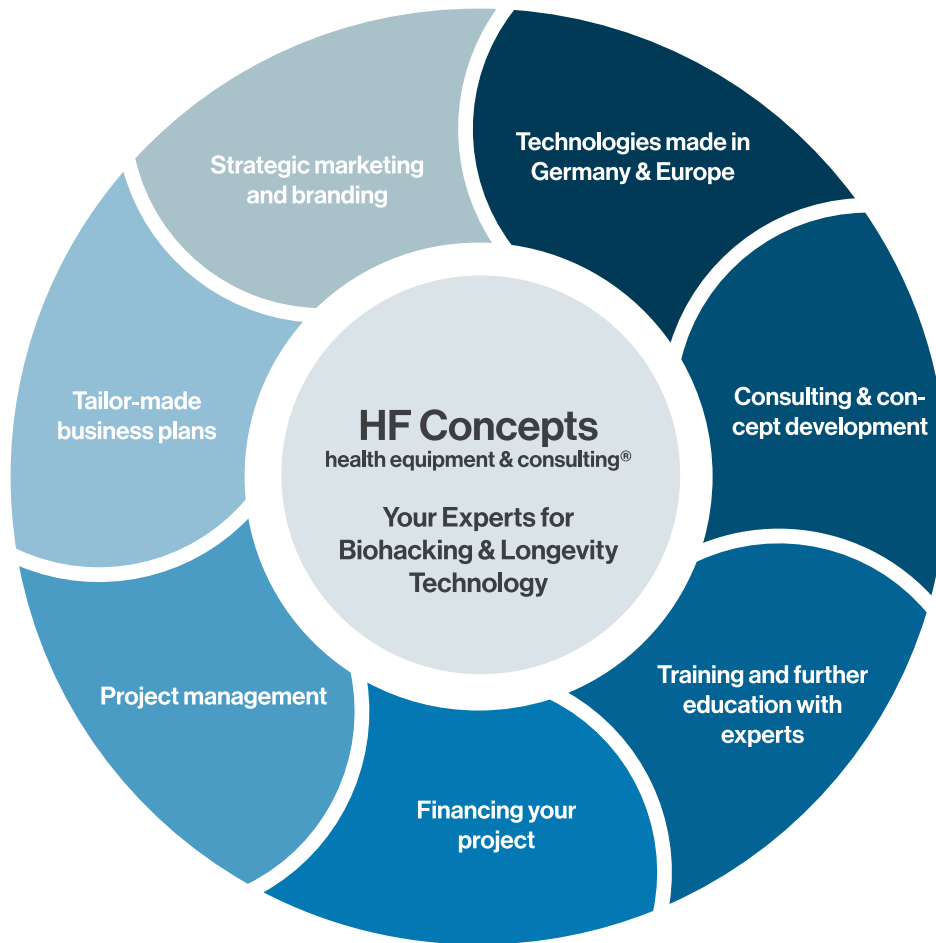 Technologies made in
Germany & Europe
Consulting & con-
cept development
Training and further
education with
experts
Financing your
project
Project management
Tailor-made
business plans
Strategic marketing
and branding
HF Concepts
health equipment & consulting®
Your Experts for
Biohacking & Longevity
Technology